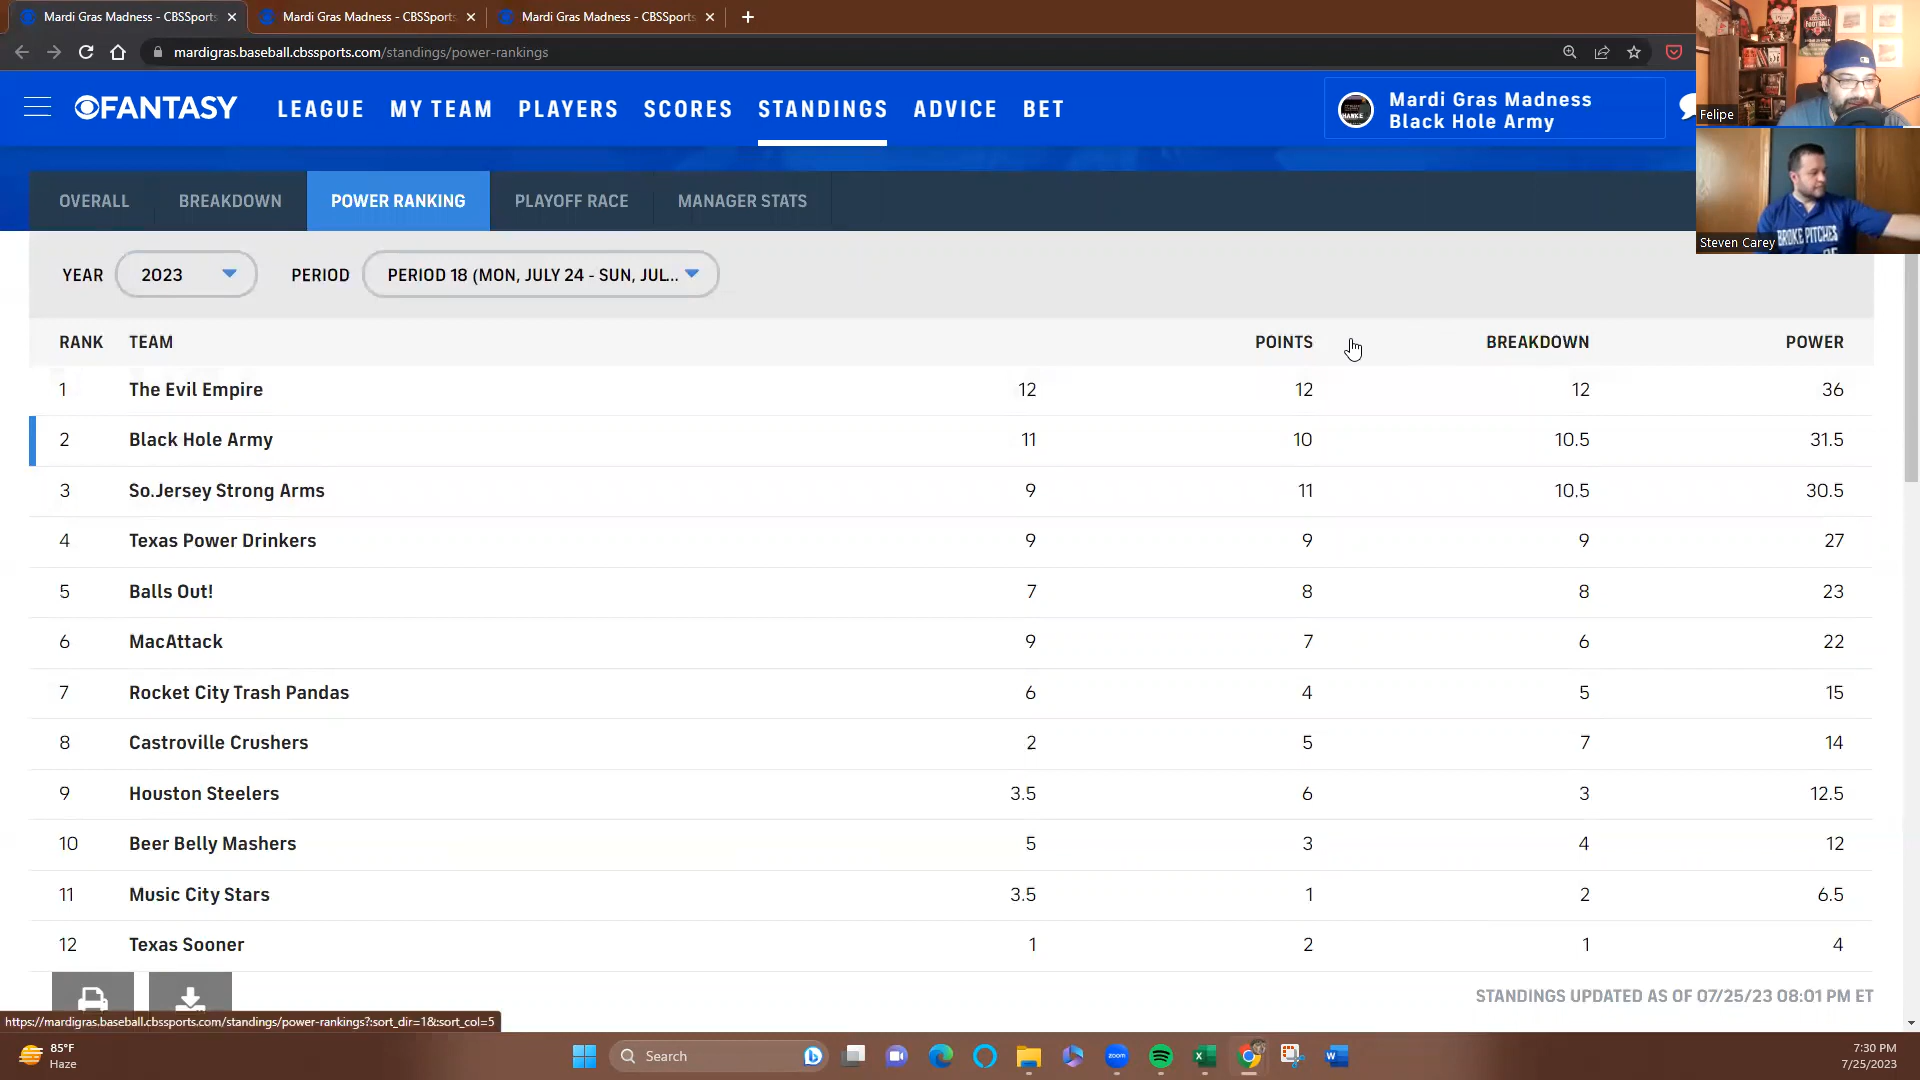 Mardi Gras Madness - CBSSports
Mardi Gras Madness - CBSSports.
Mardi Gras Madness - CBSSports
mardigras.baseball.cbssports.com/standings/power-rankings
FANTASY
LEAGUE MY TEAM PLAYERS SCORES STANDINGS ADVICE BET
Mardi Gras Madness
Black Hole Army
Felipe
BROKE PITCHES
Steven Carey
OVERALL BREAKDOWN POWER RANKING PLAYOFF RACE MANAGER STATS
YEAR 2023 PERIOD PERIOD 18 (MON, JULY 24 - SUN, JUL...
RANK TEAM POINTS BREAKDOWN POWER
1 The Evil Empire 12 12 12 36
2 Black Hole Army 11 10 10.5 31.5
3 So.Jersey Strong Arms 9 11 10.5 30.5
4 Texas Power Drinkers 9 9 9 27
5 Balls Out! 7 8 8 23
6 MacAttack 9 7 6 22
7 Rocket City Trash Pandas 6 4 5 15
8 Castroville Crushers 2 5 7 14
9 Houston Steelers 3.5 6 3 12.5
10 Beer Belly Mashers 5 3 4 12
11 Music City Stars 3.5 1 2 6.5
12 Texas Sooner 1 2 1 4
STANDINGS UPDATED AS OF 07/25/23 08:01 PM ET
https://mardigras.baseball.cbssports.com/standings/power-rankings?:sort_dir=1&:sort_col=5
85°F
Haze
Search
zoom
7:30 PM
7/25/2023